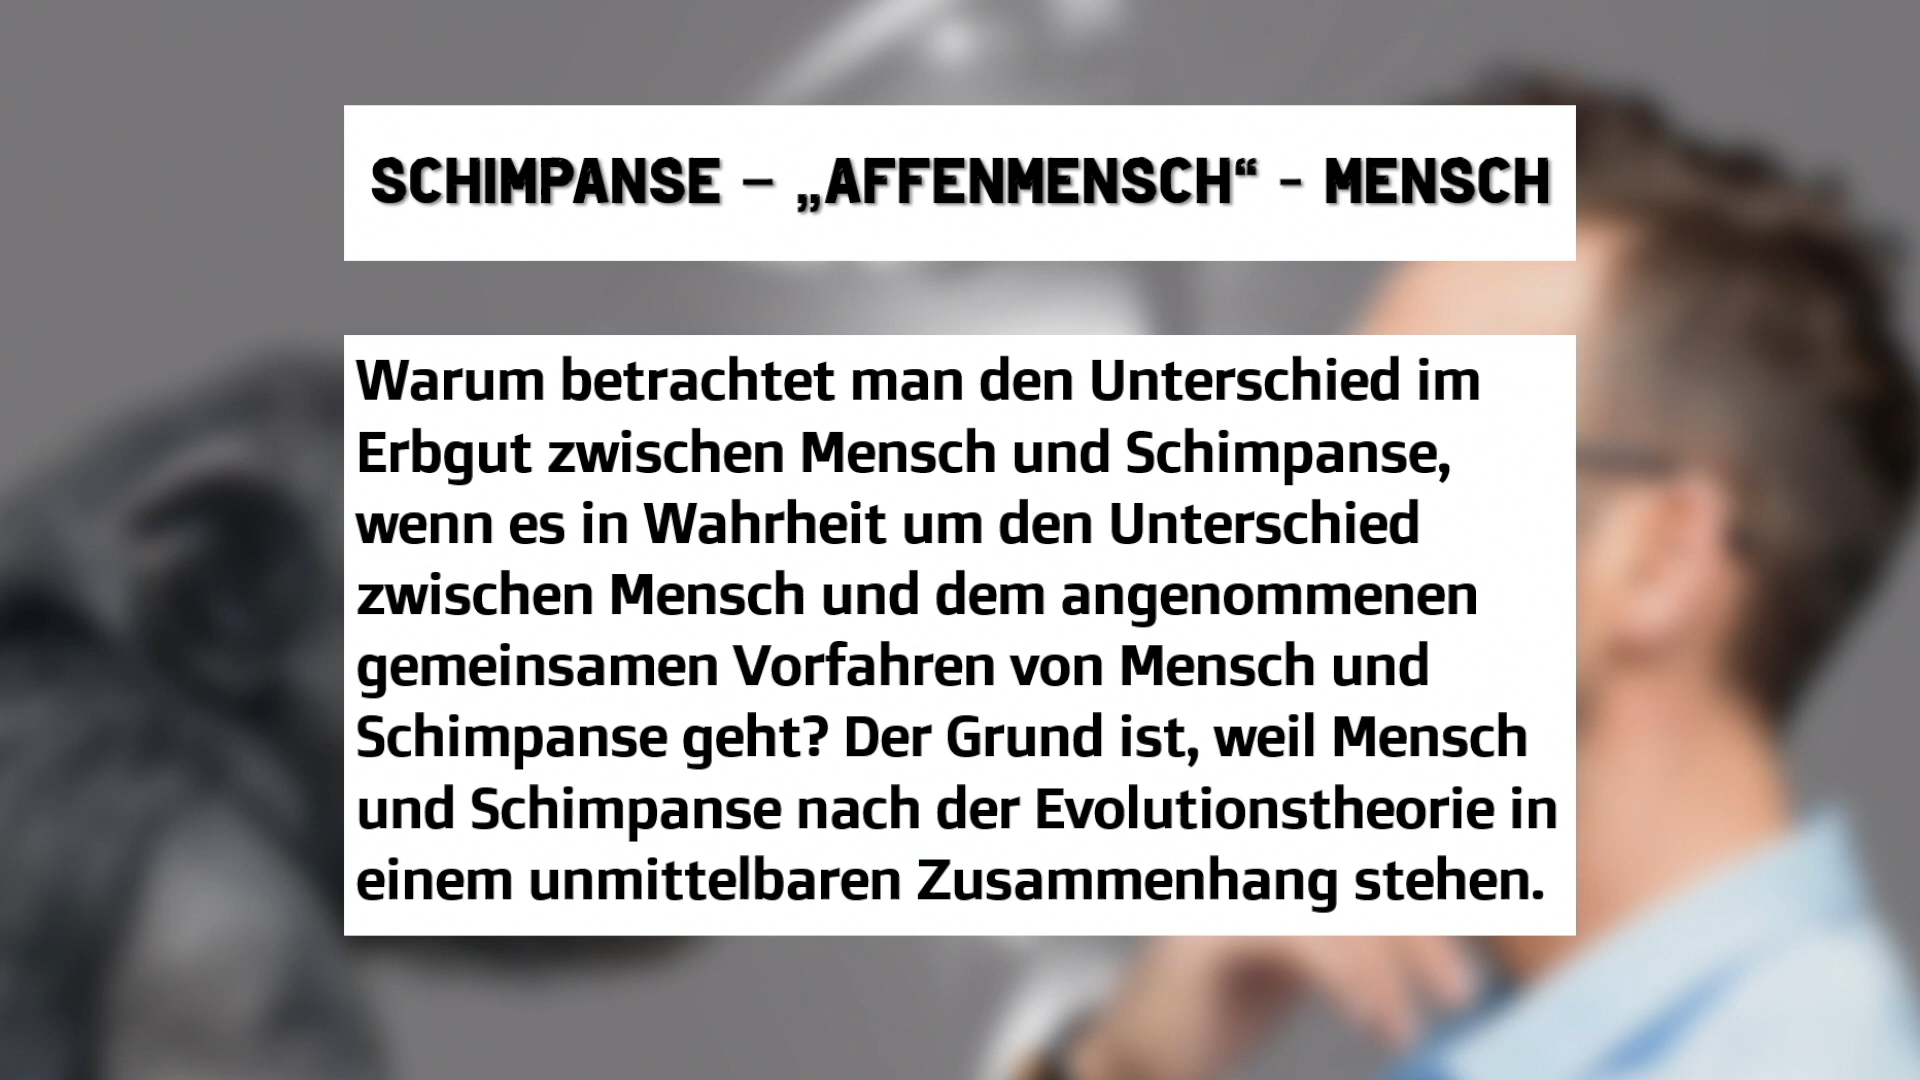 SCHIMPANSE – „AFFENMENSCH“ - MENSCH
Warum betrachtet man den Unterschied im
Erbgut zwischen Mensch und Schimpanse,
wenn es in Wahrheit um den Unterschied
zwischen Mensch und dem angenommenen
gemeinsamen Vorfahren von Mensch und
Schimpanse geht? Der Grund ist, weil Mensch
und Schimpanse nach der Evolutionstheorie in
einem unmittelbaren Zusammenhang stehen.